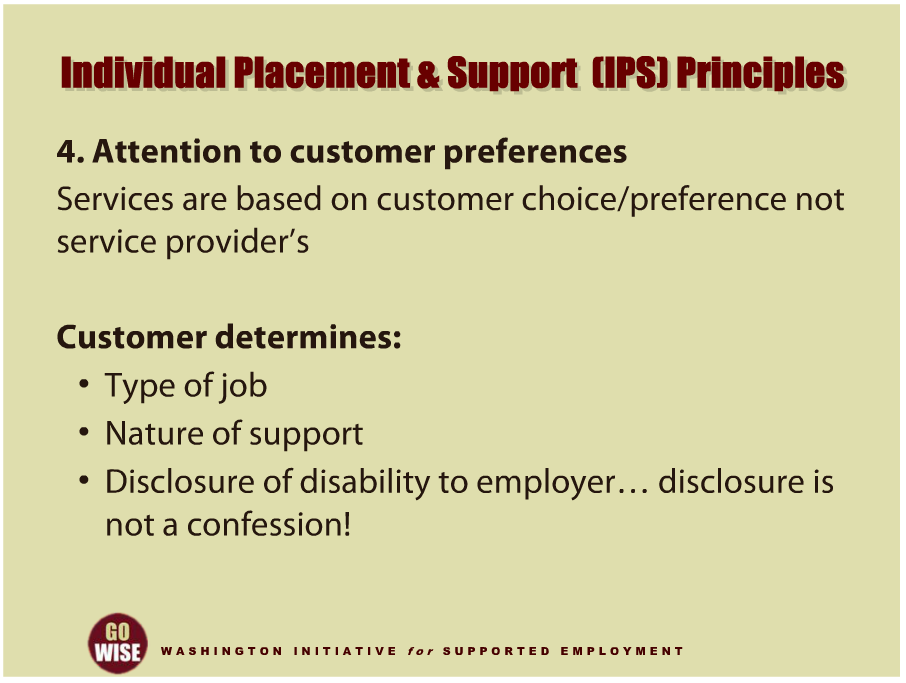 Individual Placement & Support (IPS) Principles
4. Attention to customer preferences
Services are based on customer choice/preference not
service provider’s
Customer determines:
• Type of job
• Nature of support
• Disclosure of disability to employer… disclosure is
not a confession!
GO
WISE
WASHINGTON INITIATIVE for SUPPORTED EMPLOYMENT